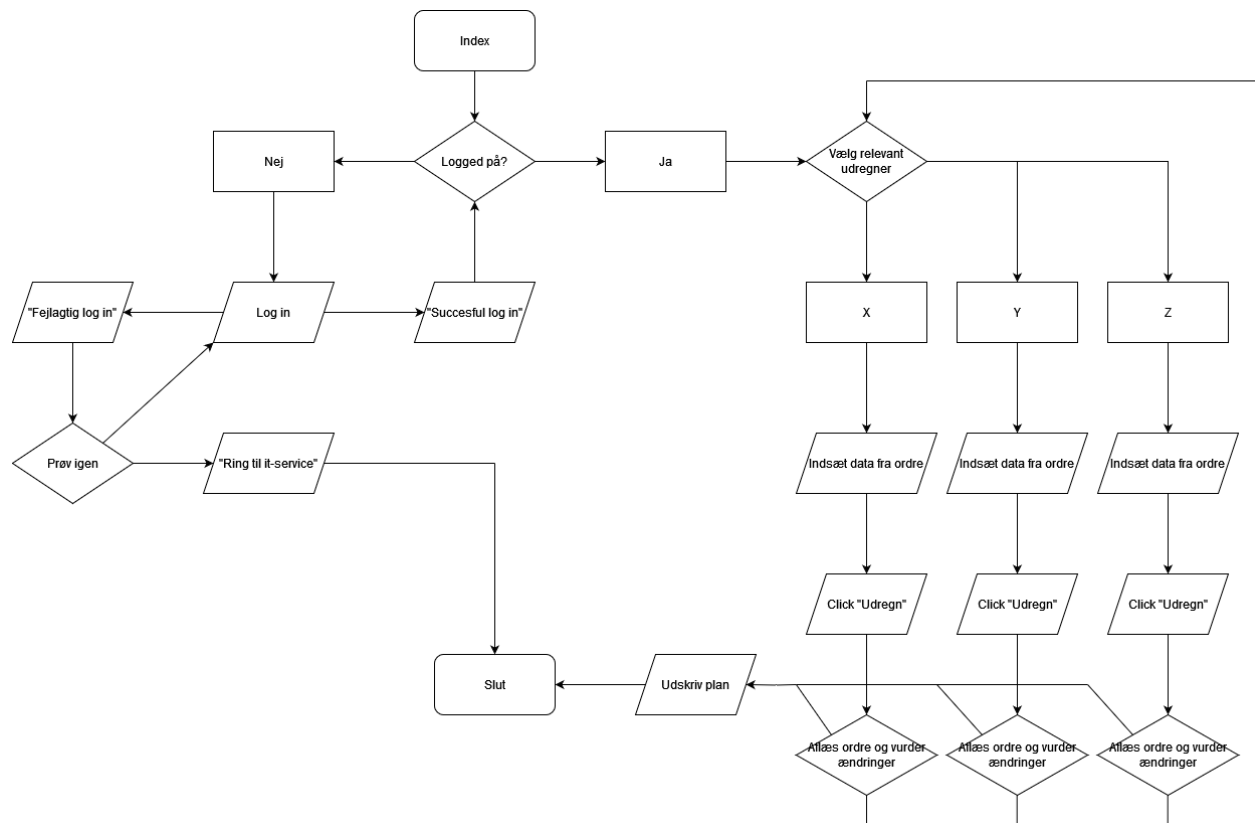 Index
Nej
Logged på?
Ja
Vælg relevant
udregner
"Fejlagtig log in"
Log in
"Succesful log in"
X
Y
Z
Prøv igen
"Ring til it-service"
Indsæt data fra ordre
Indsæt data fra ordre
Indsæt data fra ordre
Click "Udregn"
Click "Udregn"
Click "Udregn"
Slut
Udskriv plan
Aflæs ordre og vurder
ændringer
Aflæs ordre og vurder
ændringer
Aflæs ordre og vurder
ændringer